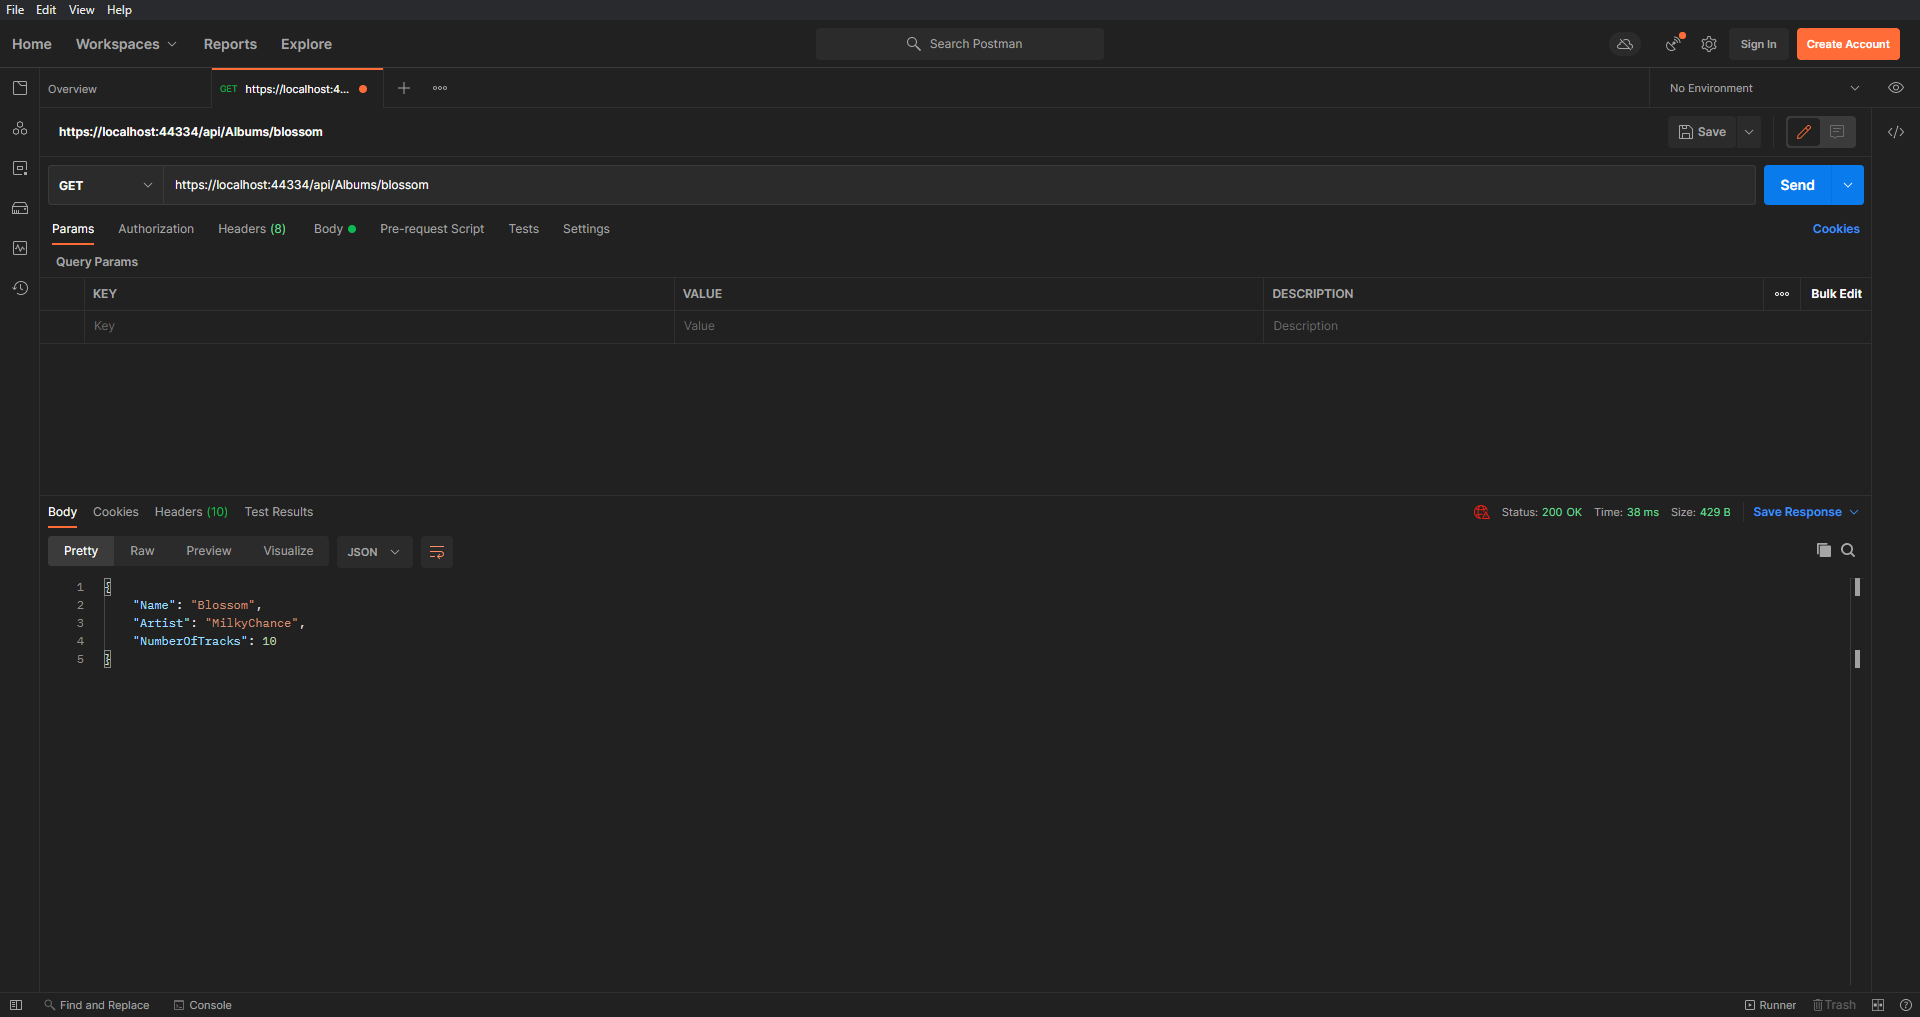 File Edit View Help
Home Workspaces Reports Explore Search Postman Sign In Create Account
Overview GET https://localhost:4... No Environment
https://localhost:44334/api/Albums/blossom Save
GET https://localhost:44334/api/Albums/blossom Send
Params Authorization Headers (8) Body Pre-request Script Tests Settings Cookies
Query Params
KEY VALUE DESCRIPTION Bulk Edit
Key Value Description
Body Cookies Headers (10) Test Results Status: 200 OK Time: 38 ms Size: 429 B Save Response
Pretty Raw Preview Visualize JSON
1 {
2 "Name": "Blossom",
3 "Artist": "MilkyChance",
4 "NumberOfTracks": 10
5 }
Find and Replace Console Runner Trash